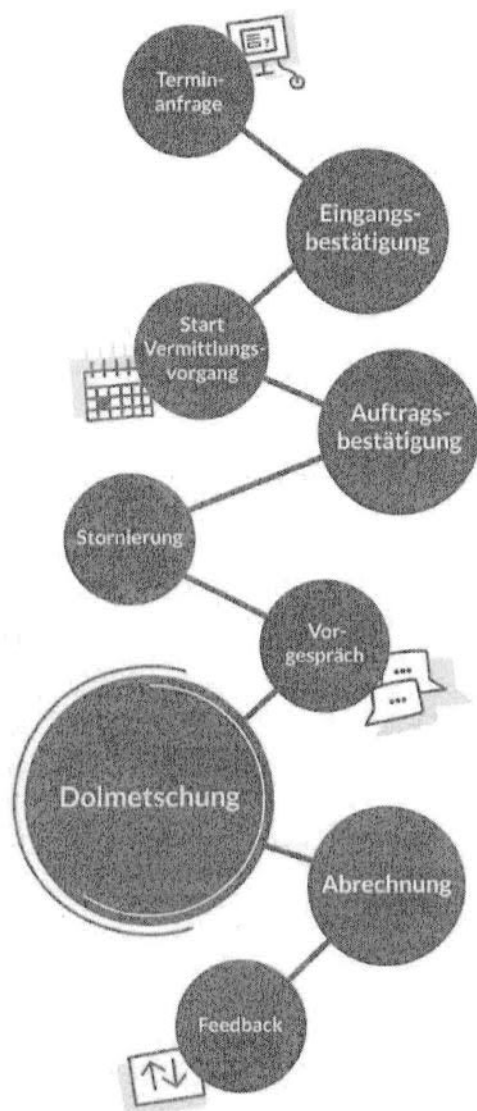 Termin-
anfrage
Eingangs-
bestätigung
Start
Vermittlungs-
vorgang
Auftrags-
bestätigung
Stornierung
Vor-
gespräch
Dolmetschung
Abrechnung
Feedback